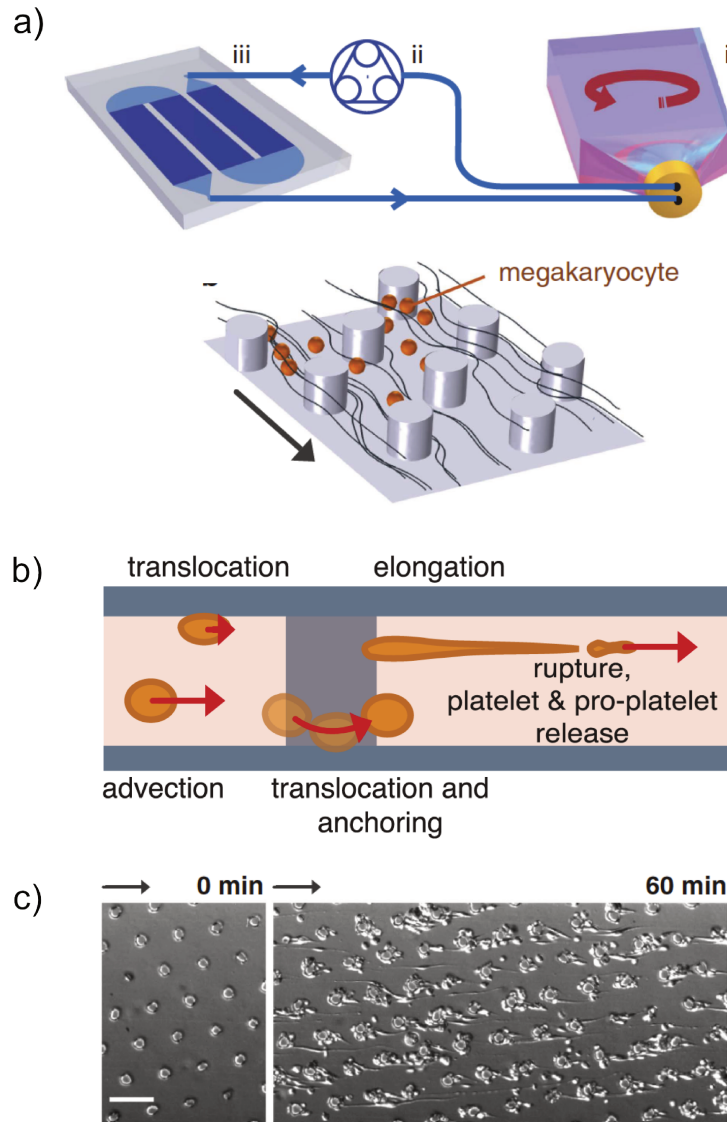 a)
iii
ii
i
megakaryocyte
b)
translocation
elongation
rupture,
platelet & pro-platelet
release
advection
translocation and
anchoring
c)
0 min
60 min